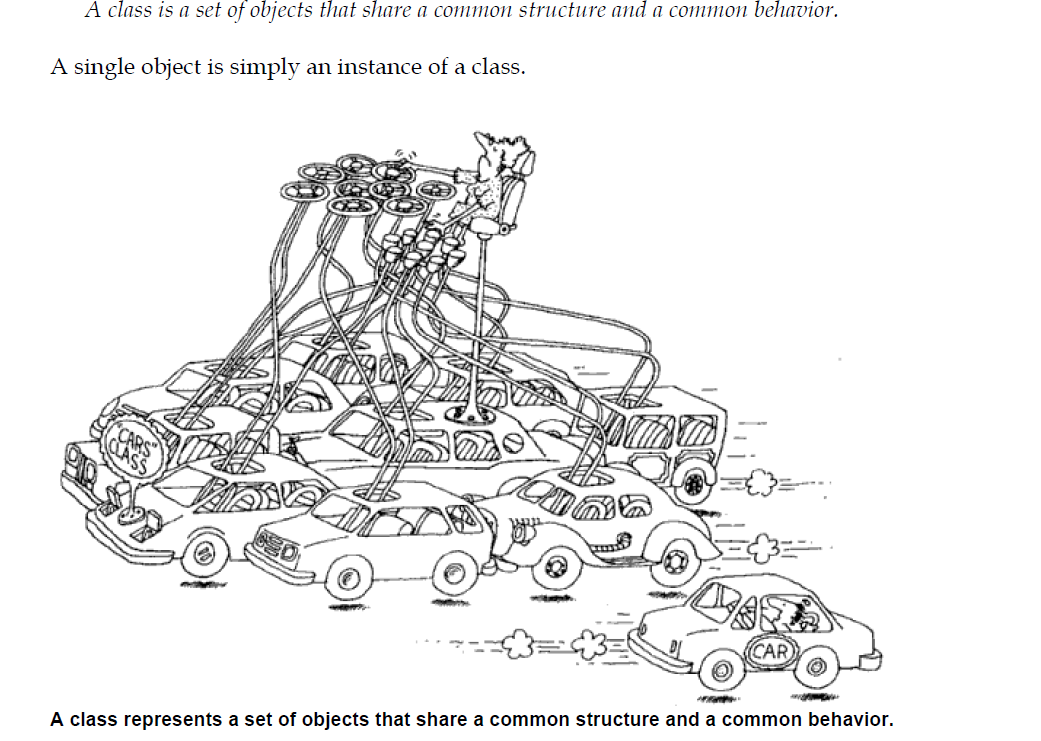 A class is a set of objects that share a common structure and a common behavior.
A single object is simply an instance of a class.
"CARS"
CLASS
CAR
A class represents a set of objects that share a common structure and a common behavior.